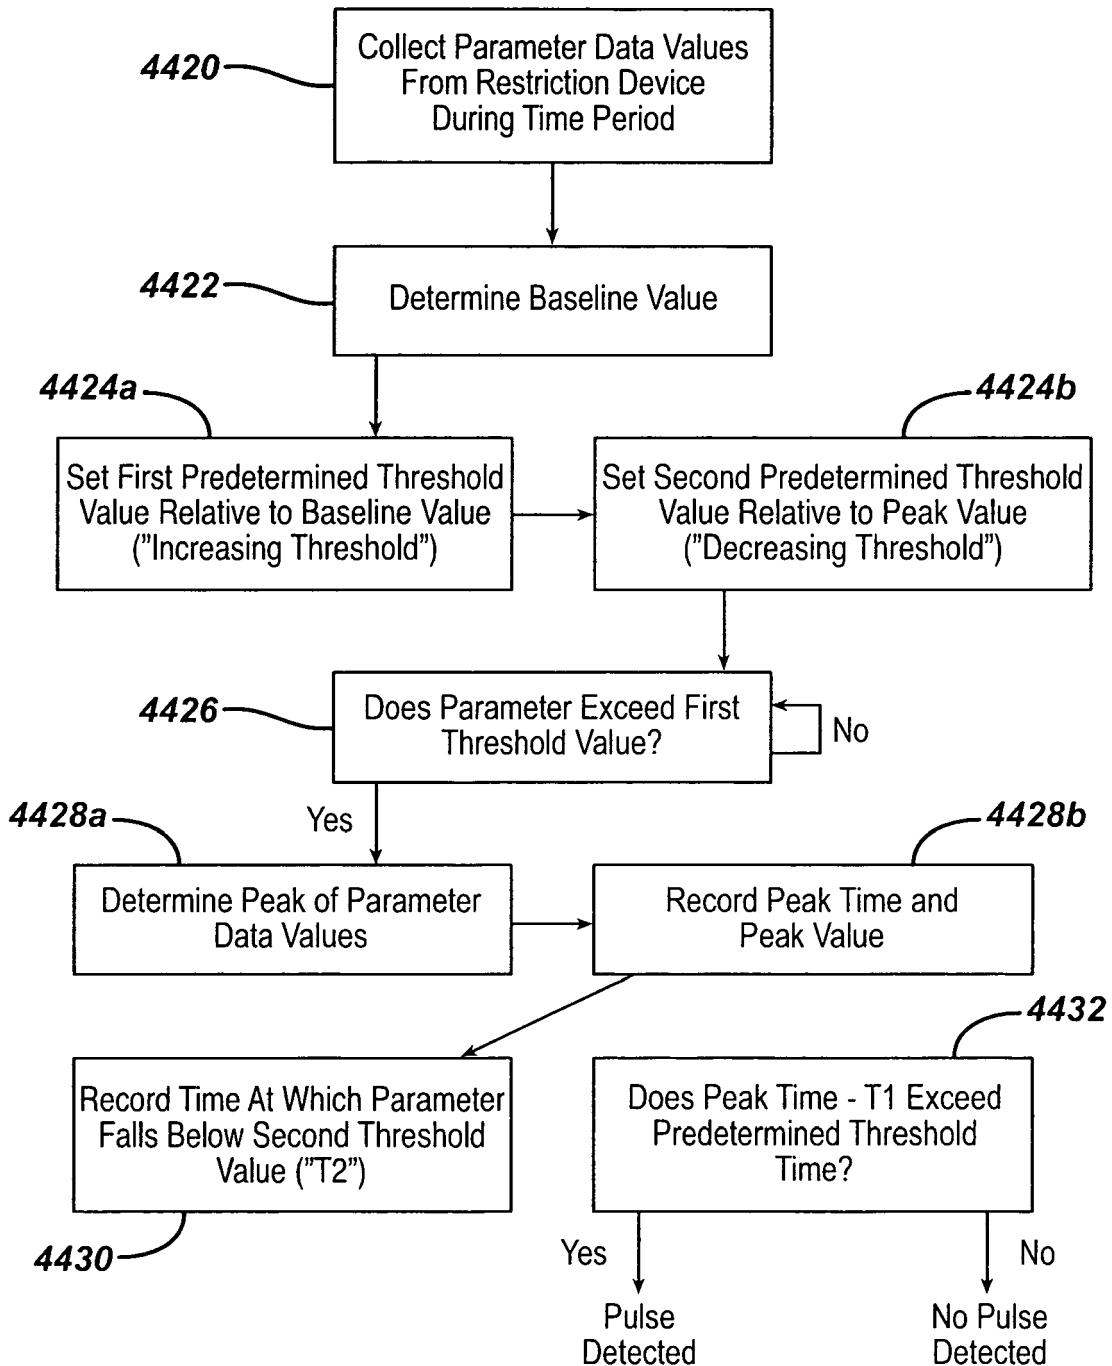 4420
Collect Parameter Data Values
From Restriction Device
During Time Period
4422
Determine Baseline Value
4424a
4424b
Set First Predetermined Threshold
Value Relative to Baseline Value
("Increasing Threshold")
Set Second Predetermined Threshold
Value Relative to Peak Value
("Decreasing Threshold")
4426
Does Parameter Exceed First
Threshold Value?
No
Yes
4428a
4428b
Determine Peak of Parameter
Data Values
Record Peak Time and
Peak Value
4432
Record Time At Which Parameter
Falls Below Second Threshold
Value ("T2")
4430
Does Peak Time - T1 Exceed
Predetermined Threshold
Time?
Yes
No
Pulse
Detected
No Pulse
Detected